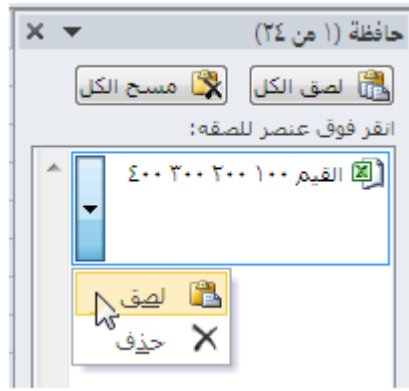 حافظة (١ من ٢٤)
لصق الكل مسح الكل
انقر فوق عنصر للصقه:
القيم ١٠٠ ٢٠٠ ٣٠٠ ٤٠٠
لصق
حذف